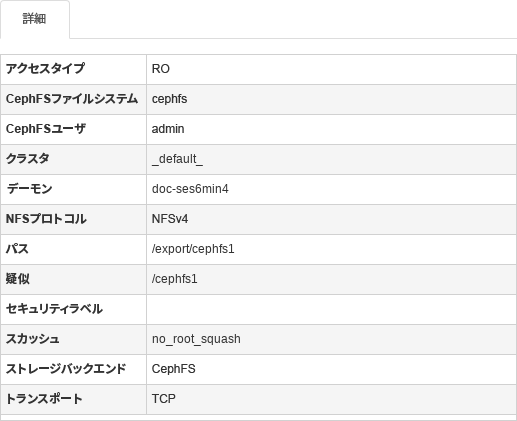 詳細
アクセスタイプ RO
CephFSファイルシステム cephfs
CephFSユーザ admin
クラスタ _default_
デーモン doc-ses6min4
NFSプロトコル NFSv4
パス /export/cephfs1
疑似 /cephfs1
セキュリティラベル
スカッシュ no_root_squash
ストレージバックエンド CephFS
トランスポート TCP